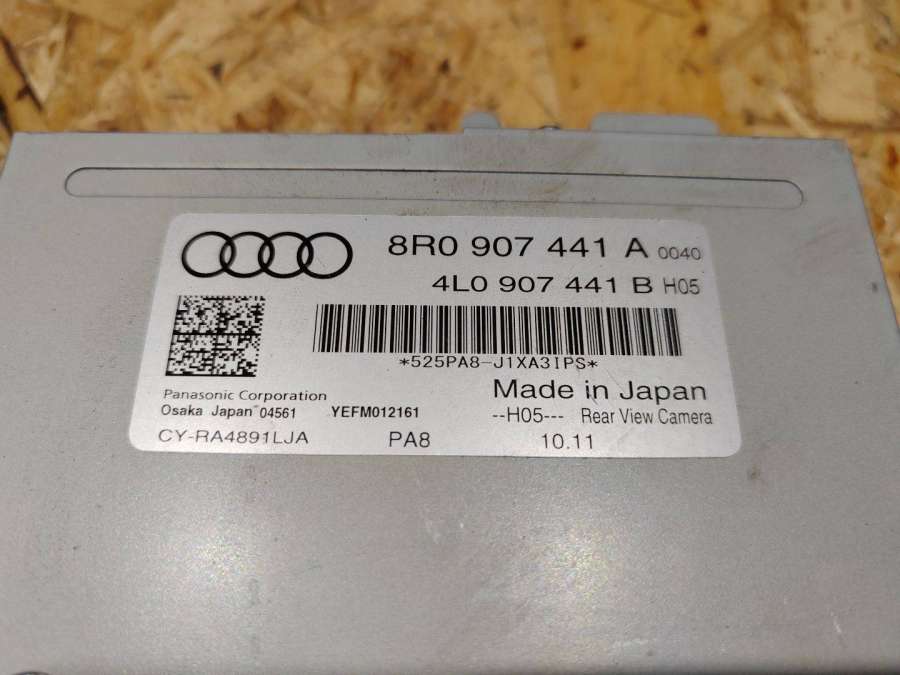 8R0 907 441 A 0040
4L0 907 441 B H05
*525PA8-J1XA3IPS*
Panasonic Corporation
Made in Japan
Osaka Japan 04561 YEFM012161
--H05--- Rear View Camera
CY-RA4891LJA PA8 10.11